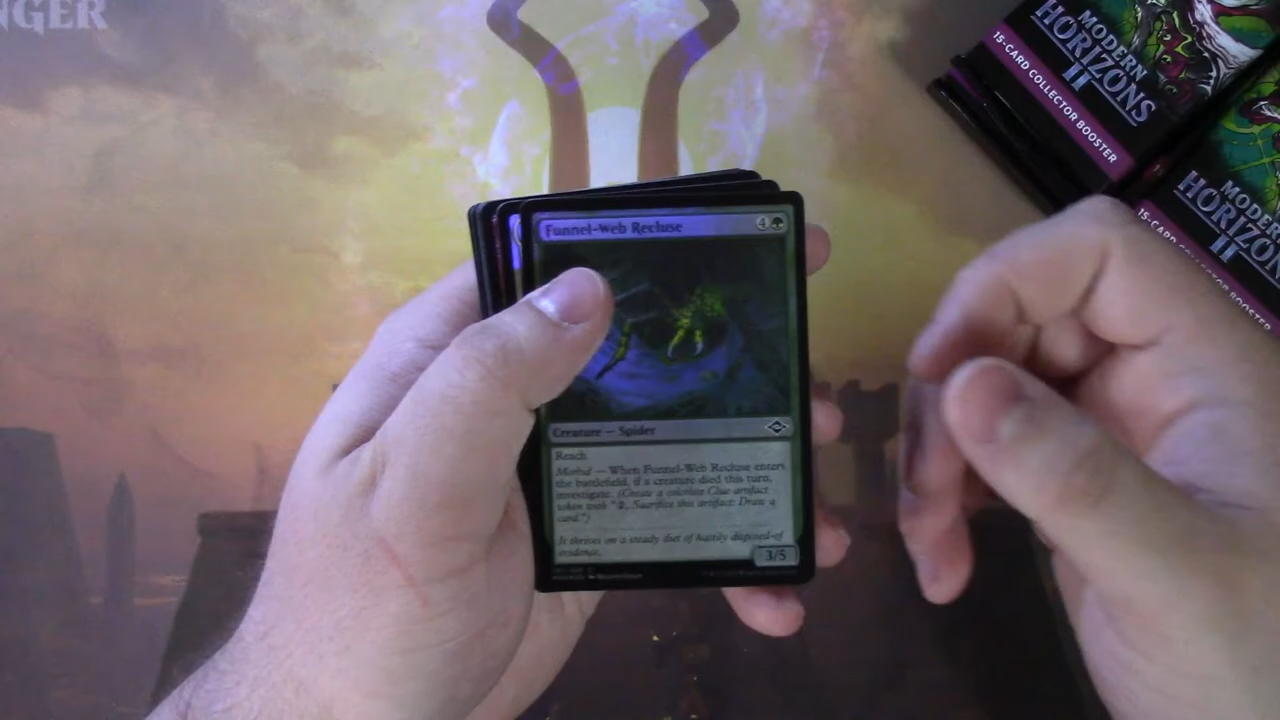 NGER
MODERN
HORIZONS
II
15-CARD COLLECTOR BOOSTER
MODERN
HORIZONS
II
15-CARD COLLECTOR BOOSTER
Funnel-Web Recluse 4
Creature — Spider
Reach
Morbid — When Funnel-Web Recluse enters
the battlefield, if a creature died this turn,
investigate. (Create a colorless Clue artifact
token with "2, Sacrifice this artifact: Draw a
card.")
It thrives on a steady diet of hastily disposed-of
evidence.
3/5